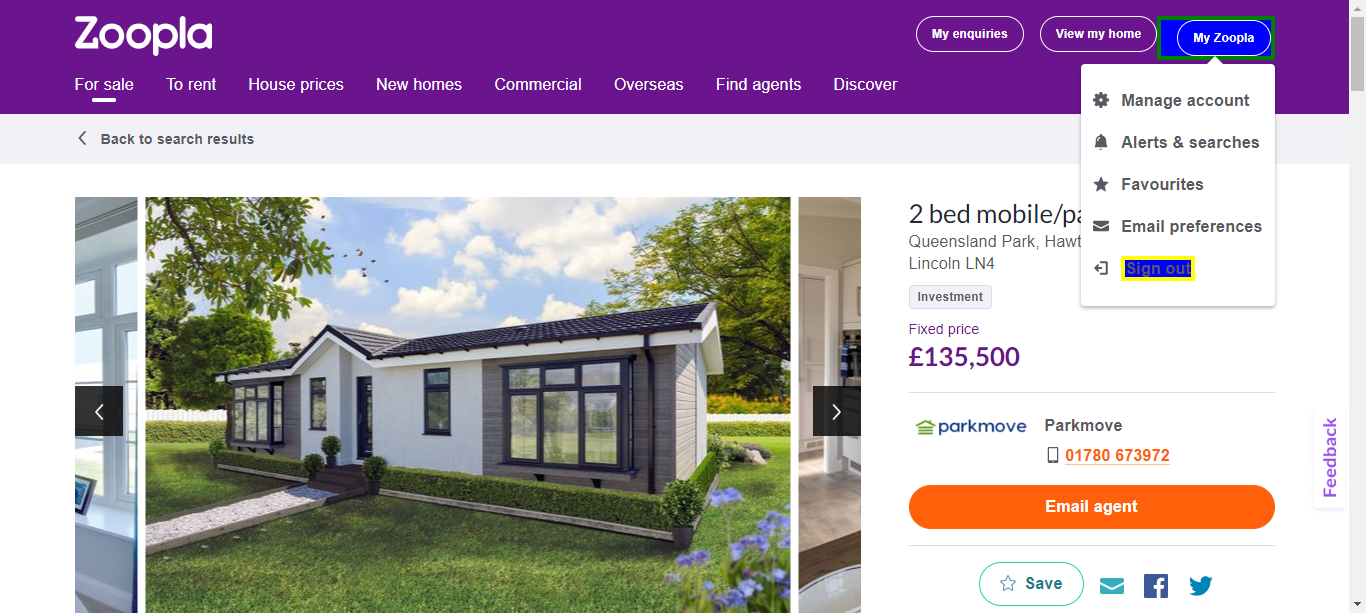 Zoopla
My enquiries
View my home
My Zoopla
For sale
To rent
House prices
New homes
Commercial
Overseas
Find agents
Discover
Manage account
Alerts & searches
Favourites
Email preferences
Sign out
Back to search results
2 bed mobile/pa
Queensland Park, Hawt
Lincoln LN4
Investment
Fixed price
£135,500
parkmove
Parkmove
01780 673972
Email agent
Save
Feedback